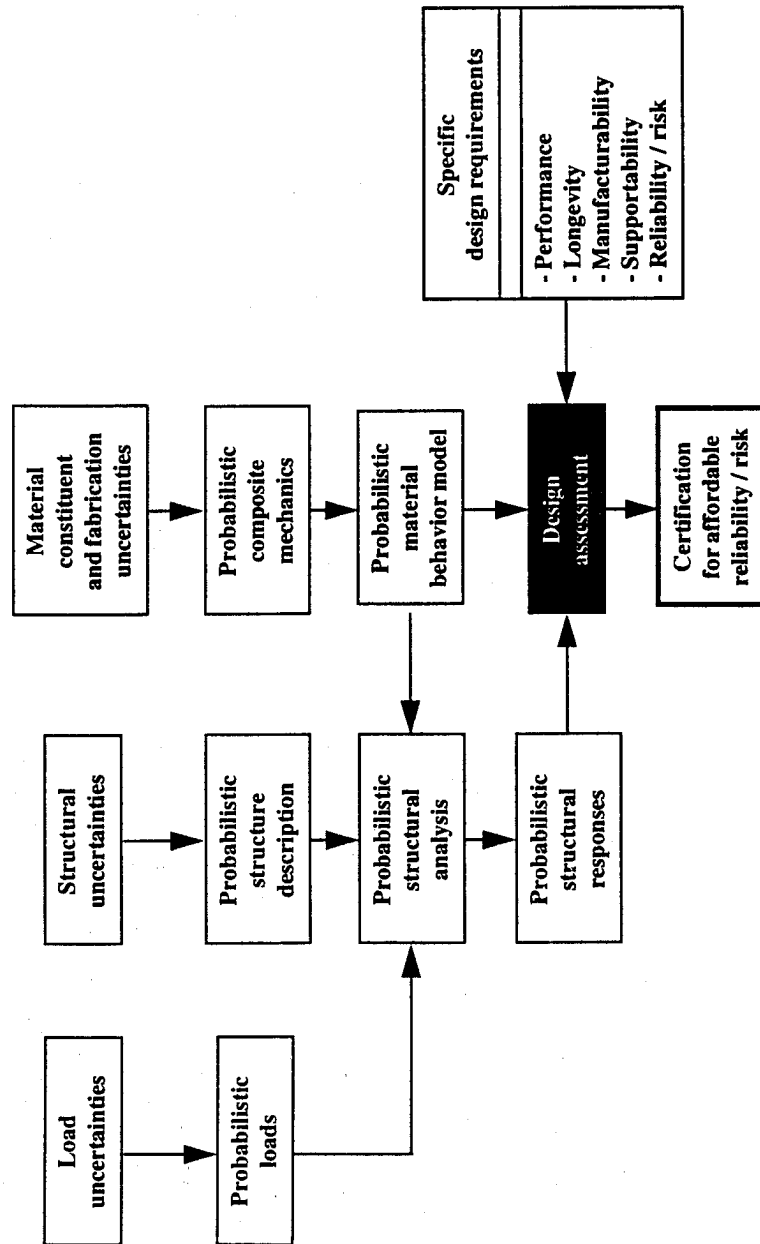 Load
uncertainties
Probabilistic
loads
Structural
uncertainties
Probabilistic
structure
description
Probabilistic
structural
analysis
Probabilistic
structural
responses
Material
constituent
and fabrication
uncertainties
Probabilistic
composite
mechanics
Probabilistic
material
behavior model
Design
assessment
Certification
for affordable
reliability / risk
Specific
design requirements
- Performance
- Longevity
- Manufacturability
- Supportability
- Reliability / risk